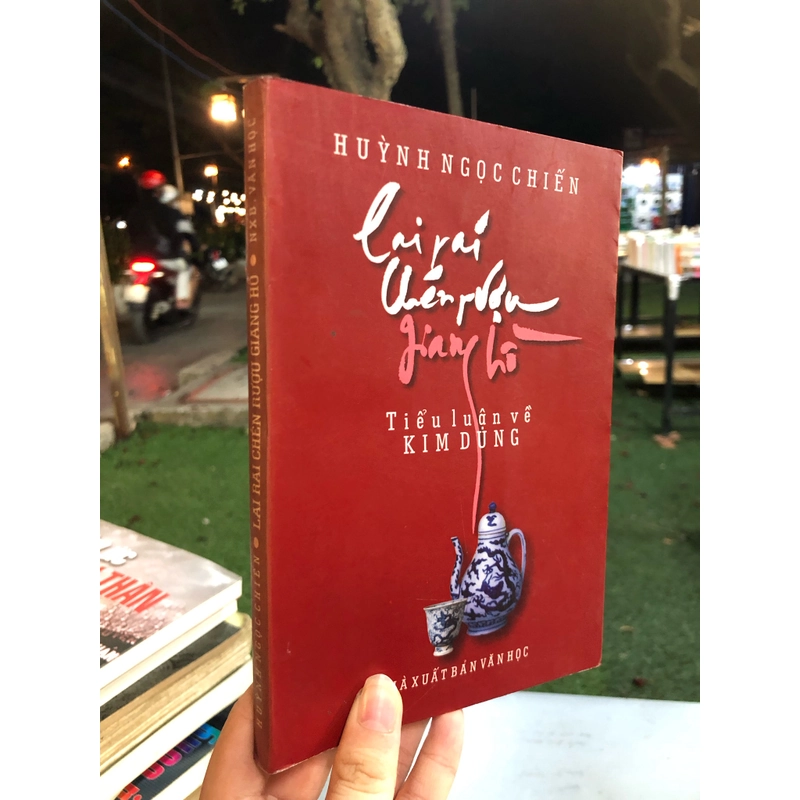 HUỲNH NGỌC CHIẾN
Lai rai
chén rượu
giang hồ
Tiểu luận về
KIM DUNG
À XUẤT BẢN VĂN HỌC
HUỲNH NGỌC CHIẾN • LAI RAI CHÉN RƯỢU GIANG HỒ • NXB. VĂN HỌC
THÂN